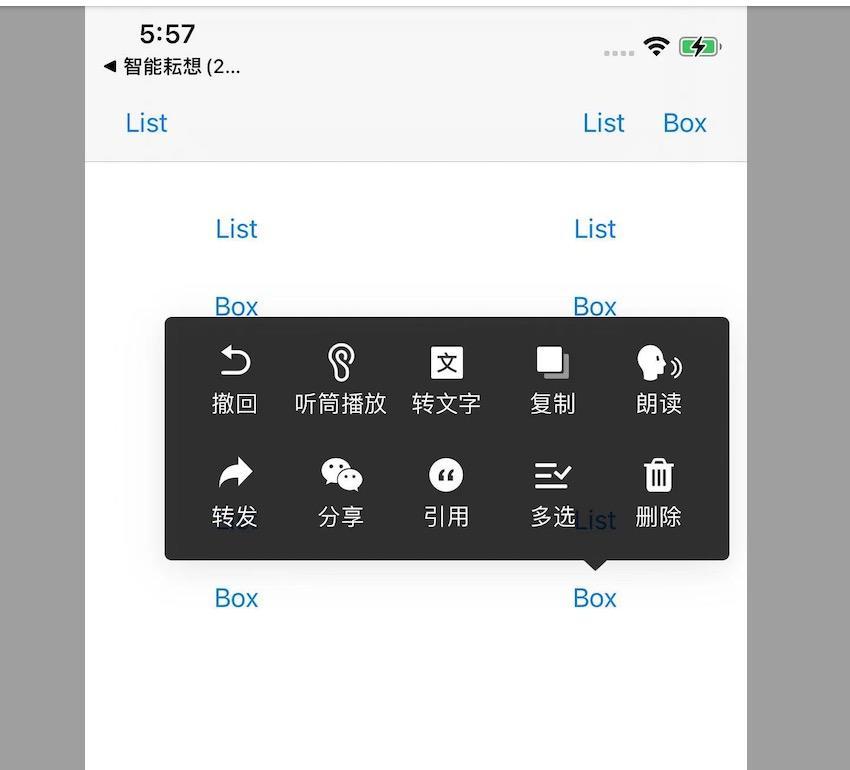 5:57
◀ 智能耘想 (2...
List List Box
List List
Box Box
撤回 听筒播放 文 转文字 复制 朗读
转发 分享 引用 多选 List 删除
Box Box